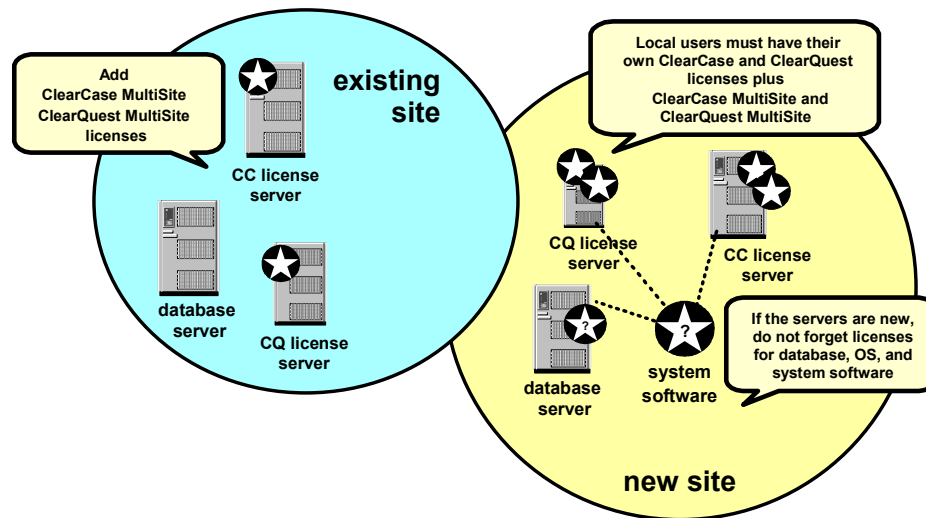 Add
ClearCase MultiSite
ClearQuest MultiSite
licenses
existing
site
CC license
server
database
server
CQ license
server
Local users must have their
own ClearCase and ClearQuest
licenses plus
ClearCase MultiSite and
ClearQuest MultiSite
CQ license
server
CC license
server
?
database
server
?
system
software
If the servers are new,
do not forget licenses
for database, OS, and
system software
new site